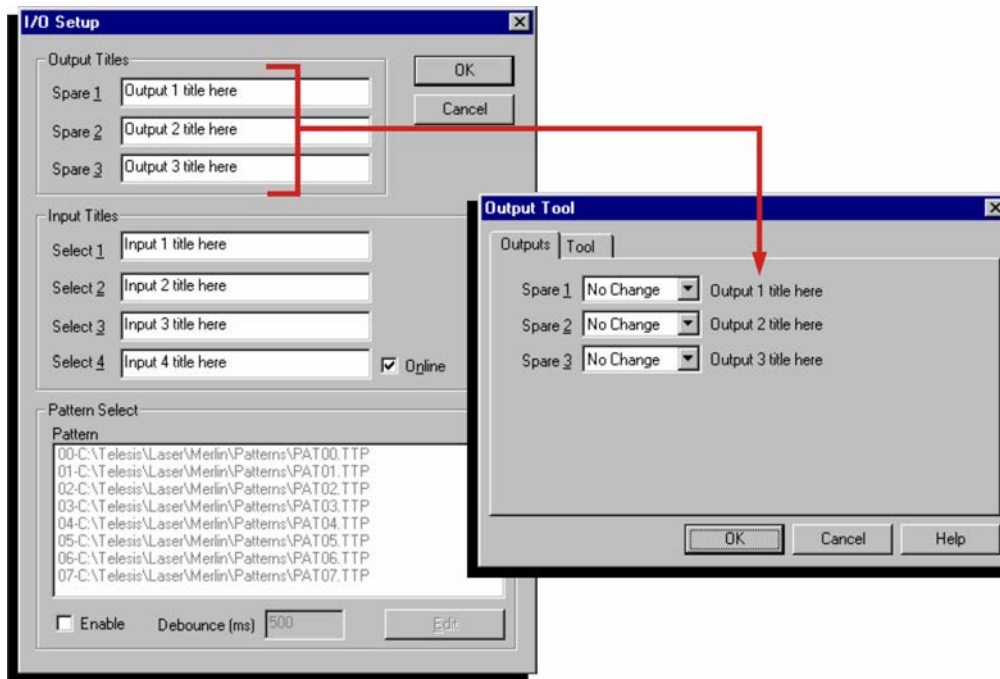 I/O Setup
Output Titles
Spare 1 Output 1 title here
Spare 2 Output 2 title here
Spare 3 Output 3 title here
OK
Cancel
Input Titles
Select 1 Input 1 title here
Select 2 Input 2 title here
Select 3 Input 3 title here
Select 4 Input 4 title here
Online
Pattern Select
Pattern
00-C:\Telesis\Laser\Merlin\Patterns\PAT00.TTP
01-C:\Telesis\Laser\Merlin\Patterns\PAT01.TTP
02-C:\Telesis\Laser\Merlin\Patterns\PAT02.TTP
03-C:\Telesis\Laser\Merlin\Patterns\PAT03.TTP
04-C:\Telesis\Laser\Merlin\Patterns\PAT04.TTP
05-C:\Telesis\Laser\Merlin\Patterns\PAT05.TTP
06-C:\Telesis\Laser\Merlin\Patterns\PAT06.TTP
07-C:\Telesis\Laser\Merlin\Patterns\PAT07.TTP
Enable Debounce (ms) 500 Edit
Output Tool
Outputs Tool
Spare 1 No Change Output 1 title here
Spare 2 No Change Output 2 title here
Spare 3 No Change Output 3 title here
OK Cancel Help